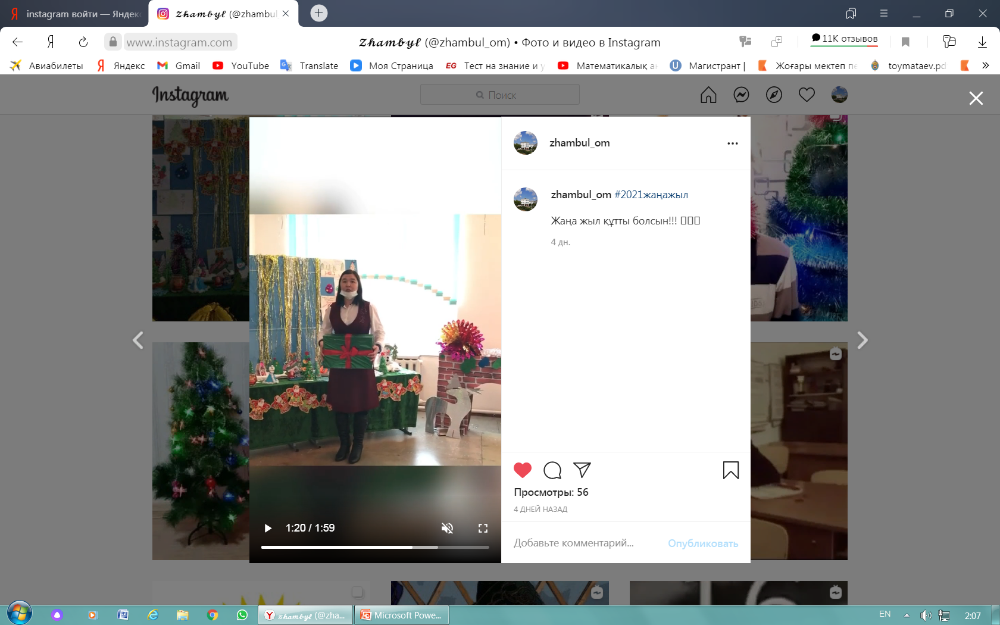 instagram войти — Яндекс
𝓩𝓱𝓪𝓶𝓫𝔂𝓵 (@zhambul
www.instagram.com
𝓩𝓱𝓪𝓶𝓫𝔂𝓵 (@zhambul_om) • Фото и видео в Instagram
11K отзывов
Авиабилеты
Яндекс
Gmail
YouTube
Translate
Моя Страница
EG Тест на знание и у
Математикалық ан
Магистрант |
Жоғары мектеп пе
toymataev.pd
Instagram
Поиск
zhambul_om
zhambul_om #2021жаңажыл
Жаңа жыл құтты болсын!!!
4 дн.
Просмотры: 56
4 ДНЕЙ НАЗАД
1:20 / 1:59
Добавьте комментарий...
Опубликовать
𝔃𝓱𝓪𝓶𝓫𝔂𝓵 (@zha...
Microsoft Powe...
EN
2:07